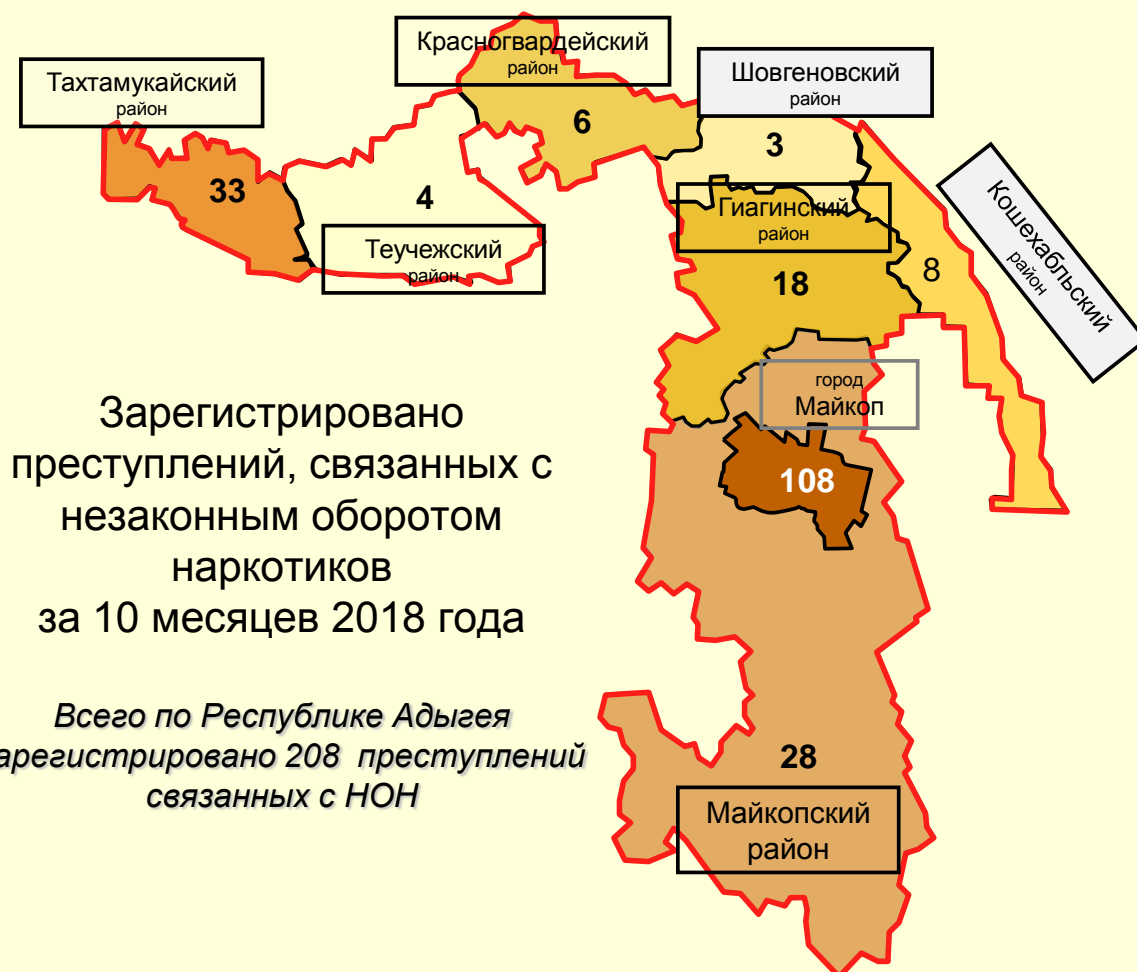 Красногвардейский
район
Тахтамукайский
район
Шовгеновский
район
6
3
33
4
Гиагинский
район
Кошехабльский
район
Теучежский
район
8
18
город
Майкоп
108
Зарегистрировано
преступлений, связанных с
незаконным оборотом
наркотиков
за 10 месяцев 2018 года
Всего по Республике Адыгея
арегистрировано 208 преступлений
связанных с НОН
28
Майкопский
район